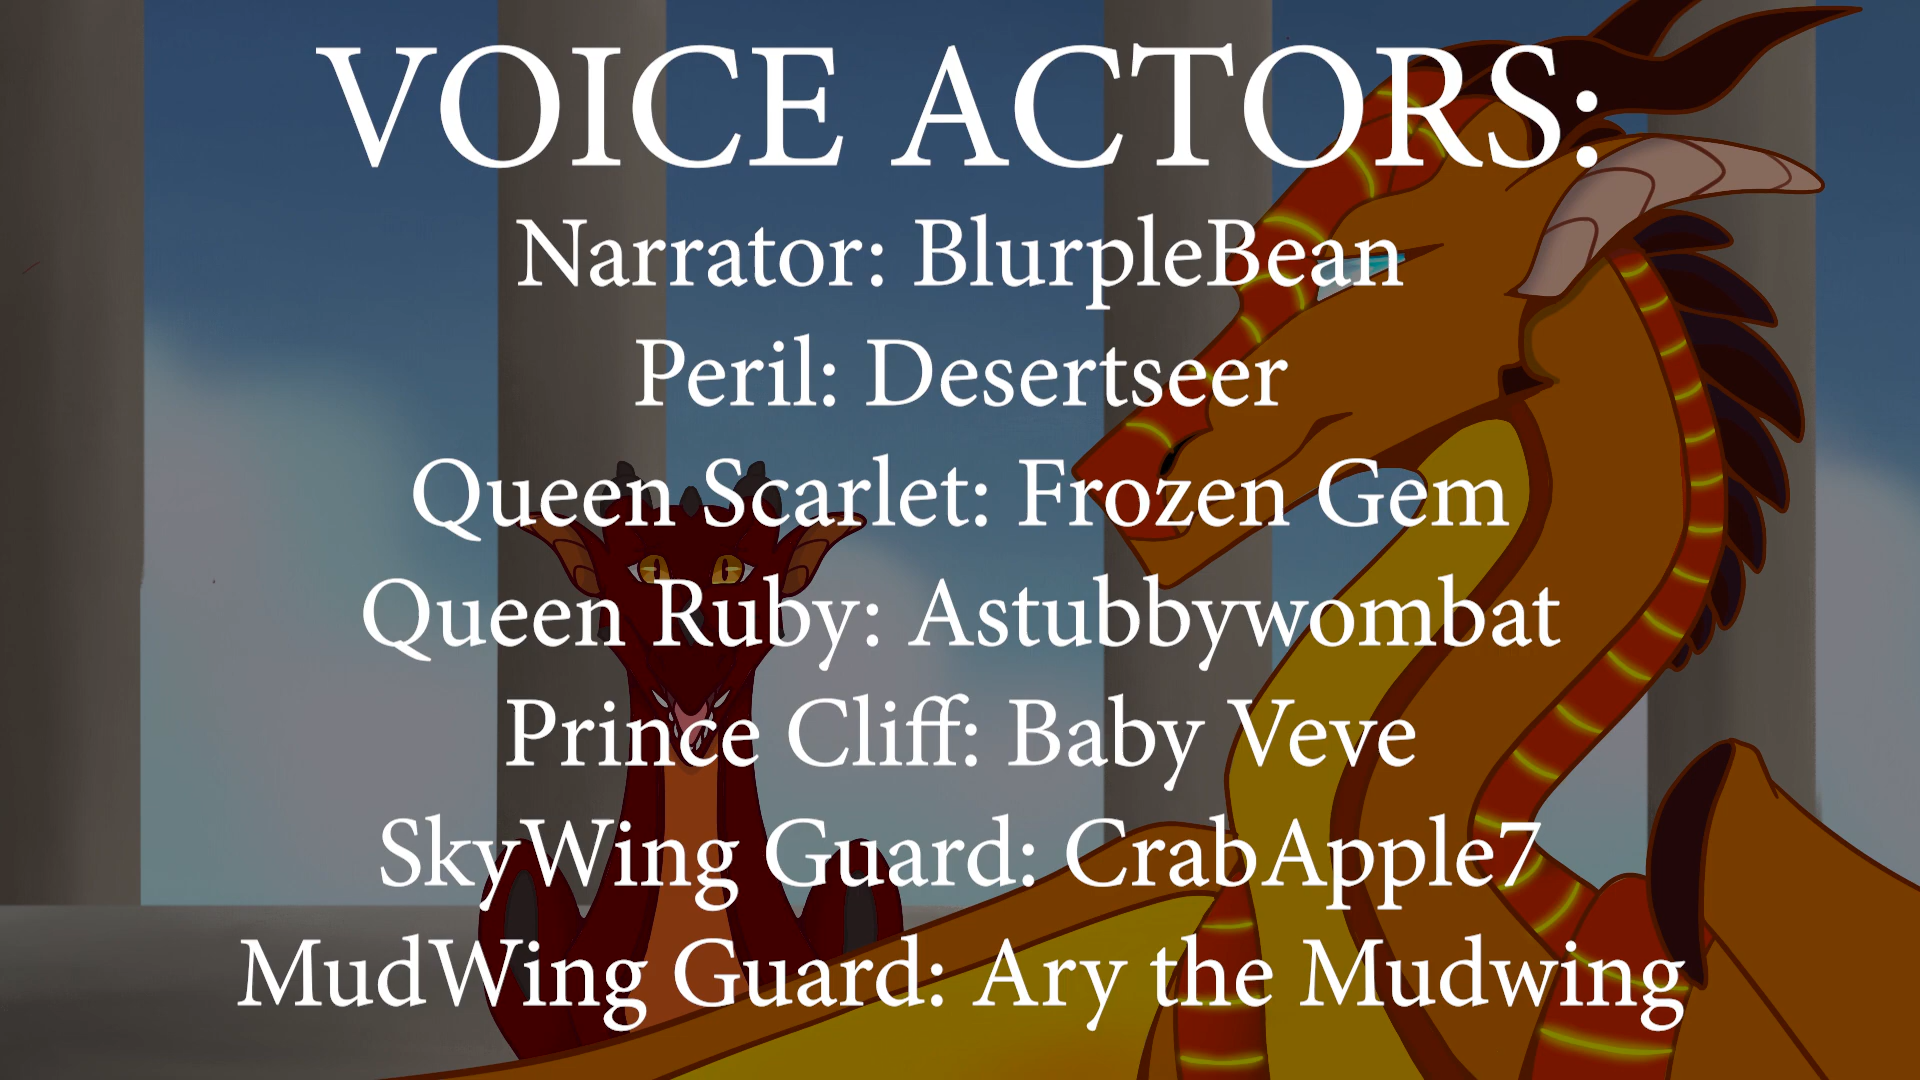 VOICE ACTORS:
Narrator: BlurpleBean
Peril: Desertseer
Queen Scarlet: Frozen Gem
Queen Ruby: Astubbywombat
Prince Cliff: Baby Veve
SkyWing Guard: CrabApple7
MudWing Guard: Ary the Mudwing